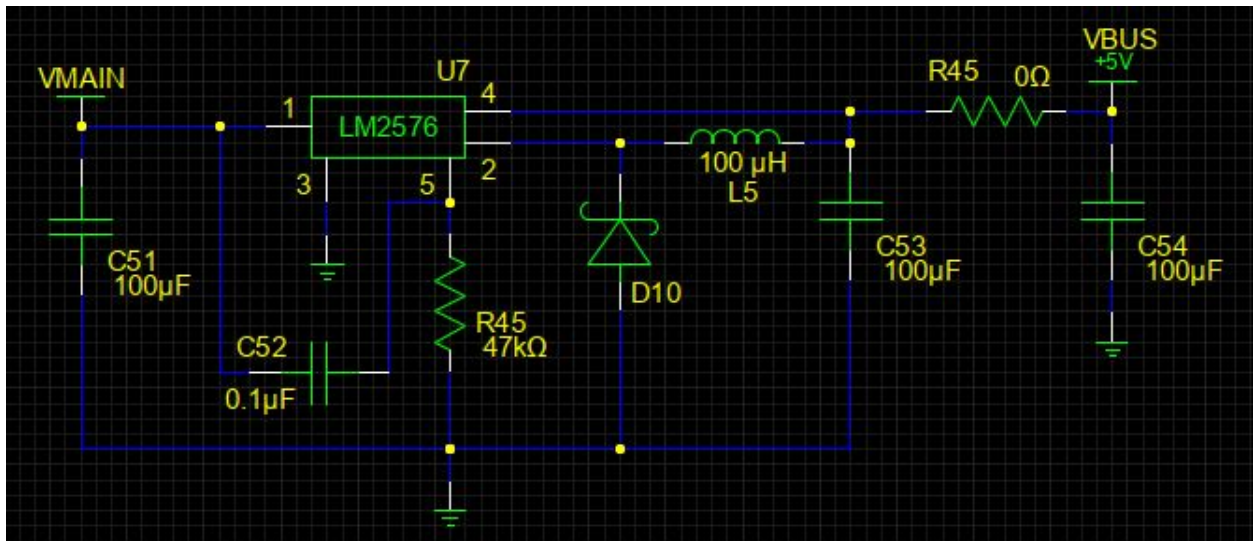 VMAIN
U7
R45
0Ω
VBUS
+5V
1
LM2576
4
2
3
5
100 µH
L5
C51
100µF
C52
0.1µF
R45
47kΩ
D10
C53
100µF
C54
100µF